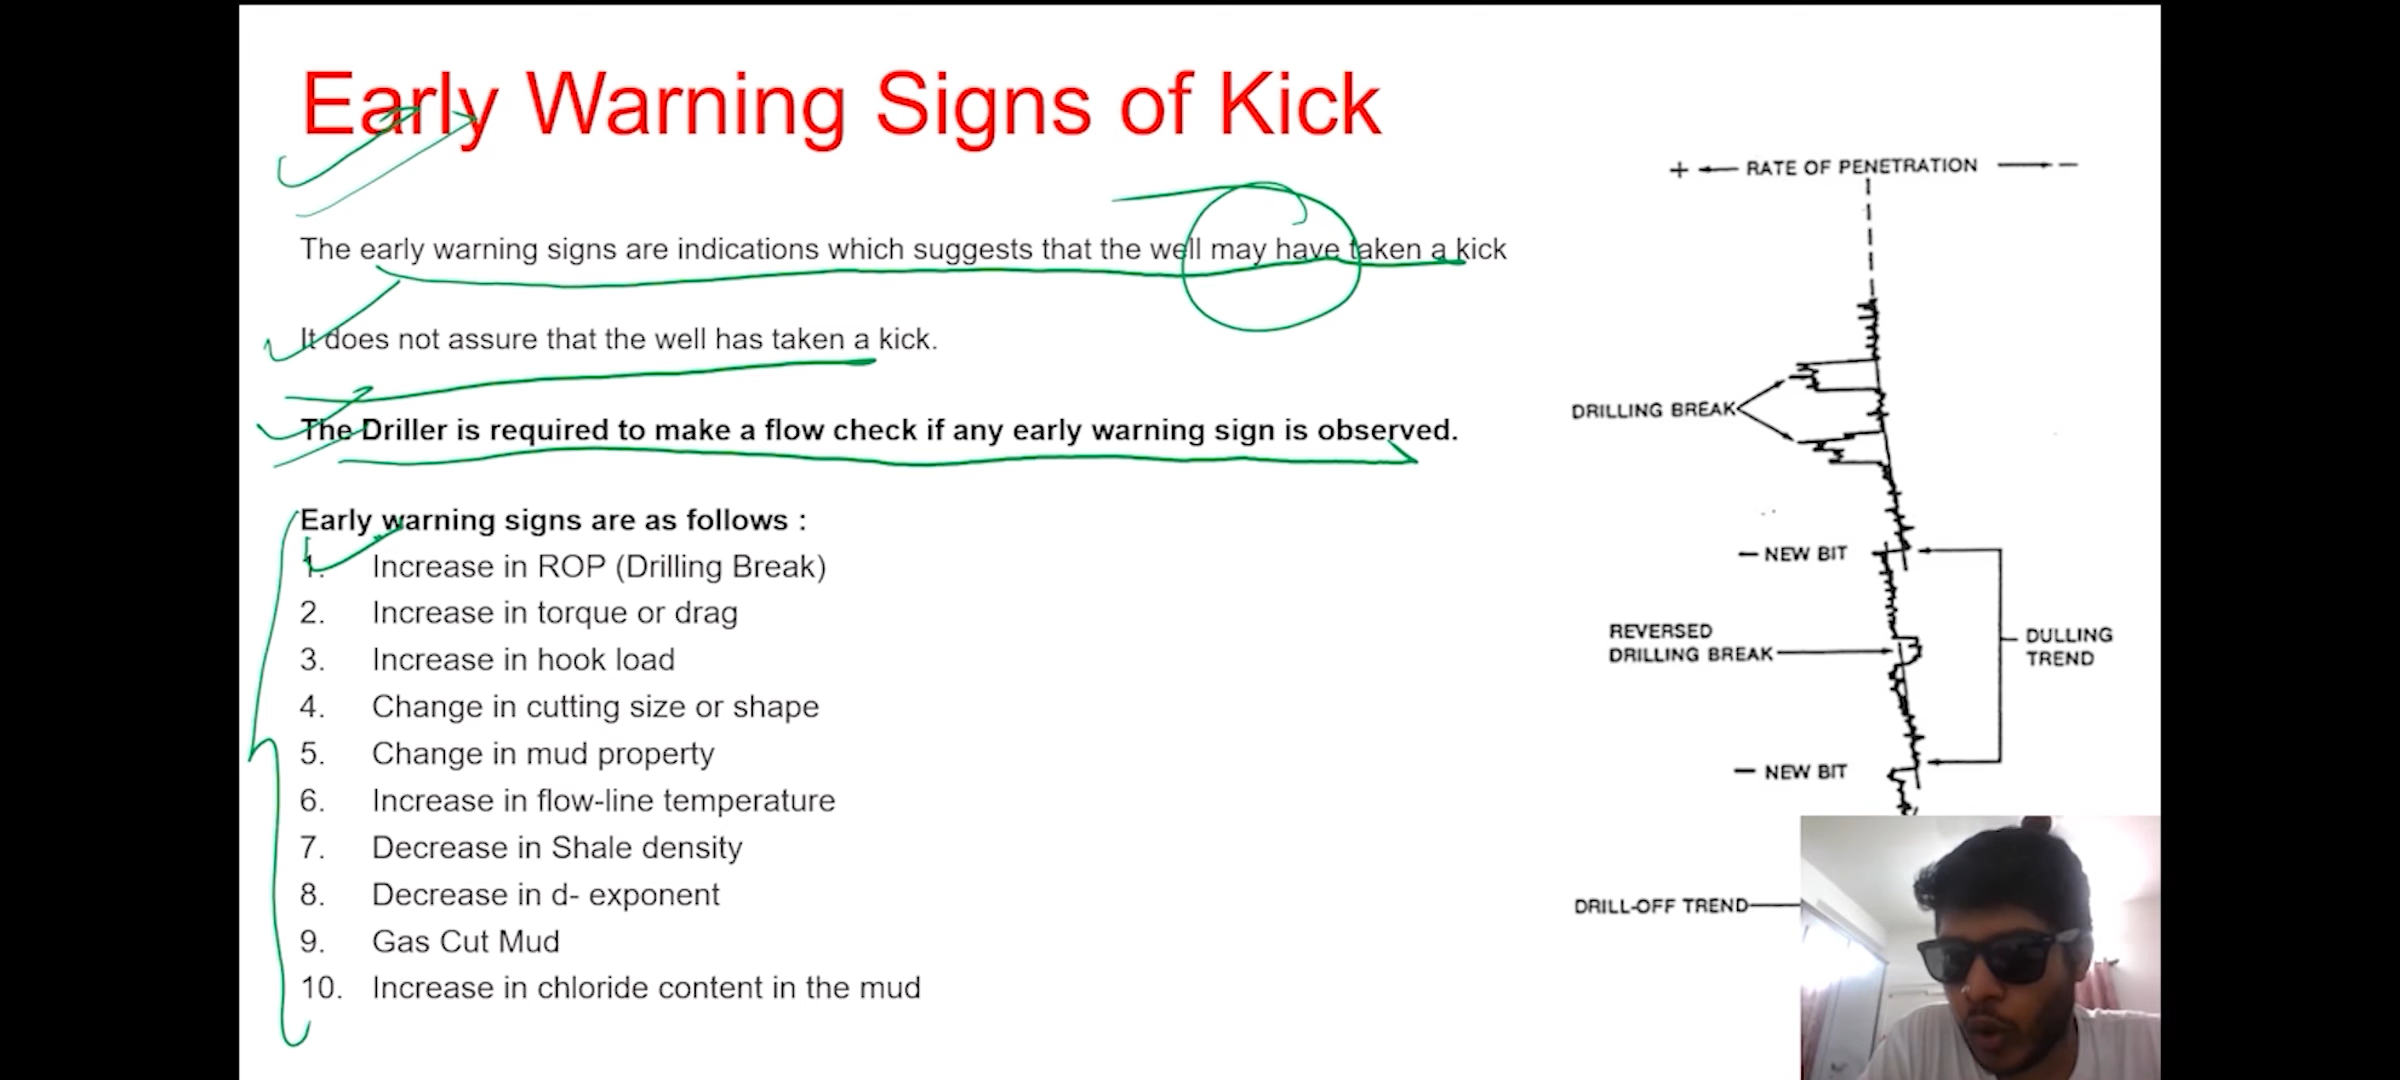 Early Warning Signs of Kick
The early warning signs are indications which suggests that the well may have taken a kick
It does not assure that the well has taken a kick.
The Driller is required to make a flow check if any early warning sign is observed.
Early warning signs are as follows :
1. Increase in ROP (Drilling Break)
2. Increase in torque or drag
3. Increase in hook load
4. Change in cutting size or shape
5. Change in mud property
6. Increase in flow-line temperature
7. Decrease in Shale density
8. Decrease in d- exponent
9. Gas Cut Mud
10. Increase in chloride content in the mud
+ RATE OF PENETRATION –
DRILLING BREAK
NEW BIT
REVERSED
DRILLING BREAK
DULLING
TREND
NEW BIT
DRILL-OFF TREND